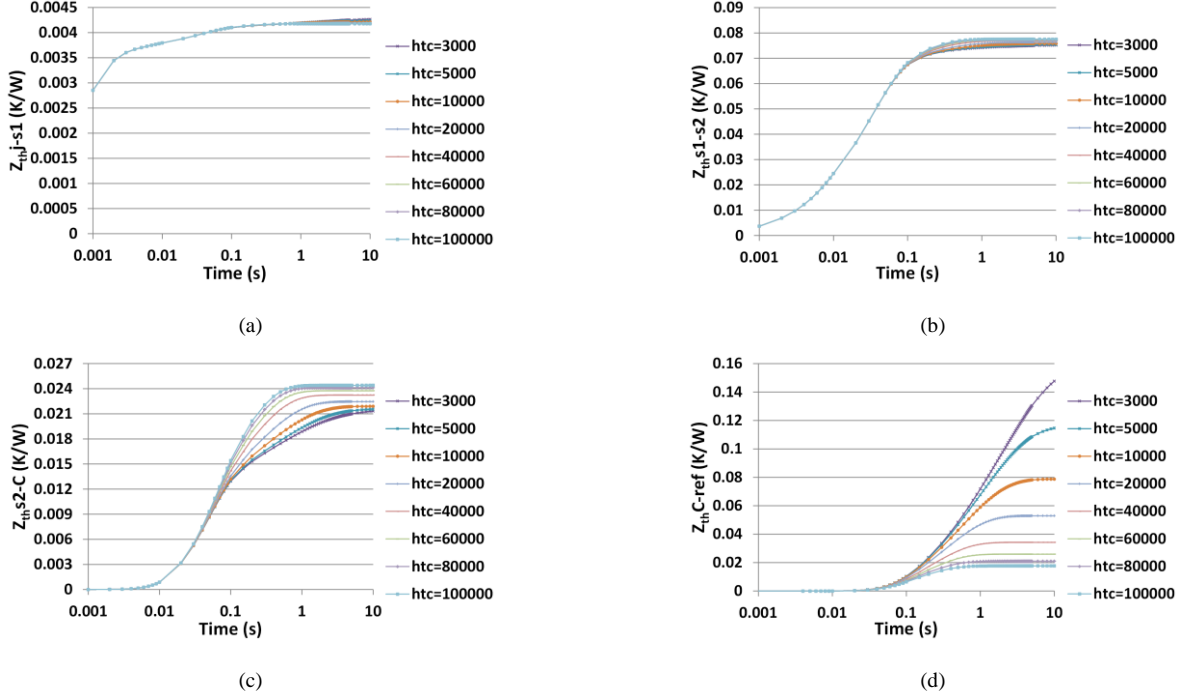 0.0045
0.004
0.0035
0.003
0.0025
0.002
0.0015
0.001
0.0005
0
Zthj-s1 (K/W)
0.001 0.01 0.1 1 10
Time (s)
htc=3000
htc=5000
htc=10000
htc=20000
htc=40000
htc=60000
htc=80000
htc=100000
(a)
0.09
0.08
0.07
0.06
0.05
0.04
0.03
0.02
0.01
0
Zths1-s2 (K/W)
0.001 0.01 0.1 1 10
Time (s)
htc=3000
htc=5000
htc=10000
htc=20000
htc=40000
htc=60000
htc=80000
htc=100000
(b)
0.027
0.024
0.021
0.018
0.015
0.012
0.009
0.006
0.003
0
Zths2-C (K/W)
0.001 0.01 0.1 1 10
Time (s)
htc=3000
htc=5000
htc=10000
htc=20000
htc=40000
htc=60000
htc=80000
htc=100000
(c)
0.16
0.14
0.12
0.1
0.08
0.06
0.04
0.02
0.00
ZthC-ref (K/W)
0.001 0.01 0.1 1 10
Time (s)
htc=3000
htc=5000
htc=10000
htc=20000
htc=40000
htc=60000
htc=80000
htc=100000
(d)